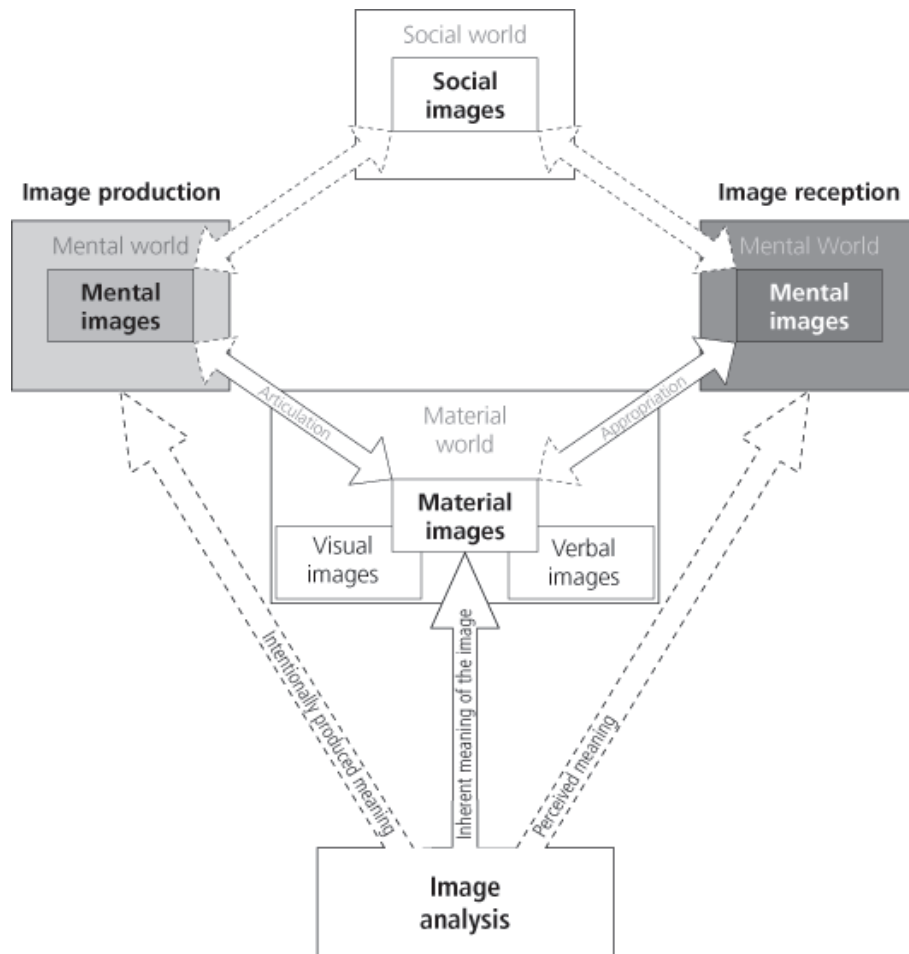 Social world
Social
images
Image production
Image reception
Mental world
Mental
images
Mental World
Mental
images
Articulation
Appropriation
Material
world
Material
images
Visual
images
Verbal
images
Intentionally produced meaning
Inherent meaning of the image
Perceived meaning
Image
analysis